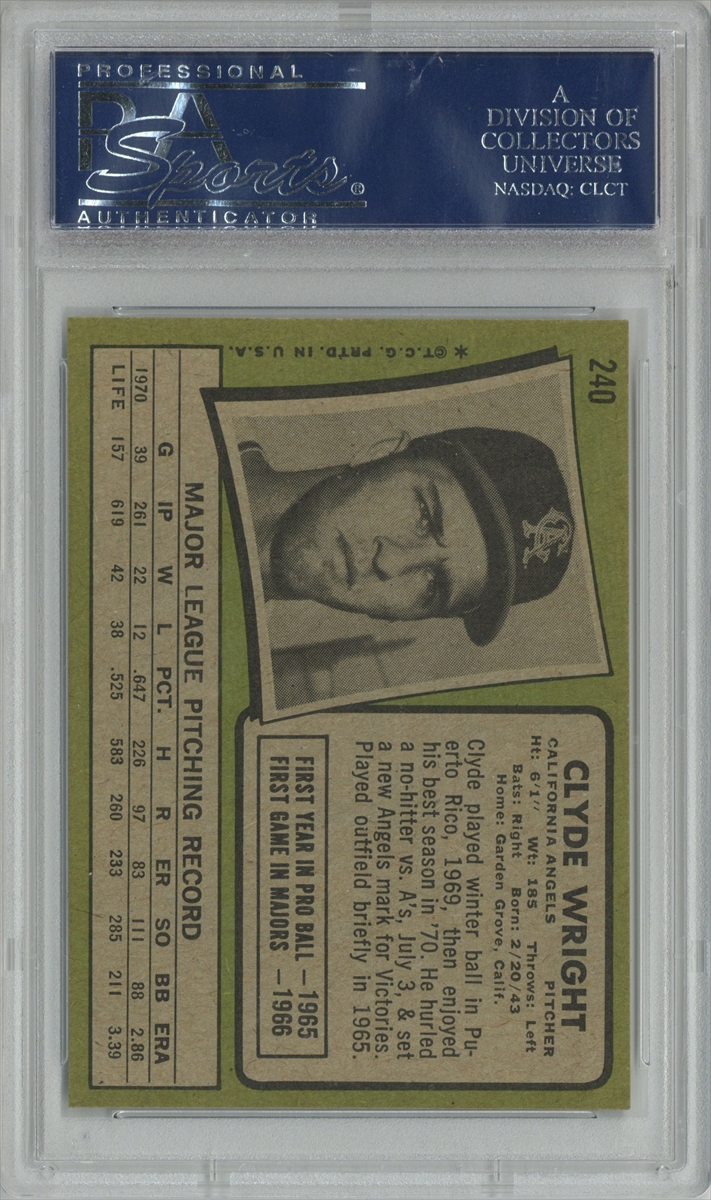 PROFESSIONAL
PSA
Sports®
AUTHENTICATOR
A
DIVISION OF
COLLECTORS
UNIVERSE
NASDAQ: CLCT
240
CA
CLYDE WRIGHT
CALIFORNIA ANGELS PITCHER
Ht: 6'1" Wt: 185 Throws: Left
Bats: Right Born: 2/20/43
Home: Garden Grove, Calif.
Clyde played winter ball in Pu-
erto Rico, 1969, then enjoyed
his best season in '70. He hurled
a no-hitter vs. A's, July 3, & set
a new Angels mark for Victories.
Played outfield briefly in 1965.
FIRST YEAR IN PRO BALL —1965
FIRST GAME IN MAJORS —1966
MAJOR LEAGUE PITCHING RECORD
G IP W L PCT. H R ER SO BB ERA
1970 39 261 22 12 .647 226 97 83 111 88 2.86
LIFE 157 619 42 38 .525 583 260 233 285 211 3.39
* ©T.C.G. PRTD. IN U.S.A.